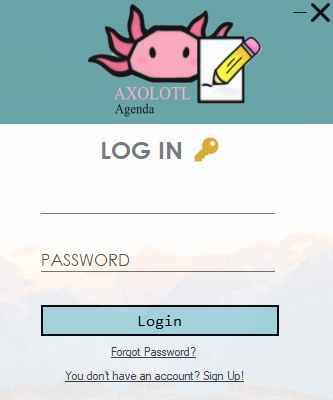 AXOLOTL
Agenda
LOG IN
PASSWORD
Login
Forgot Password?
You don't have an account? Sign Up!